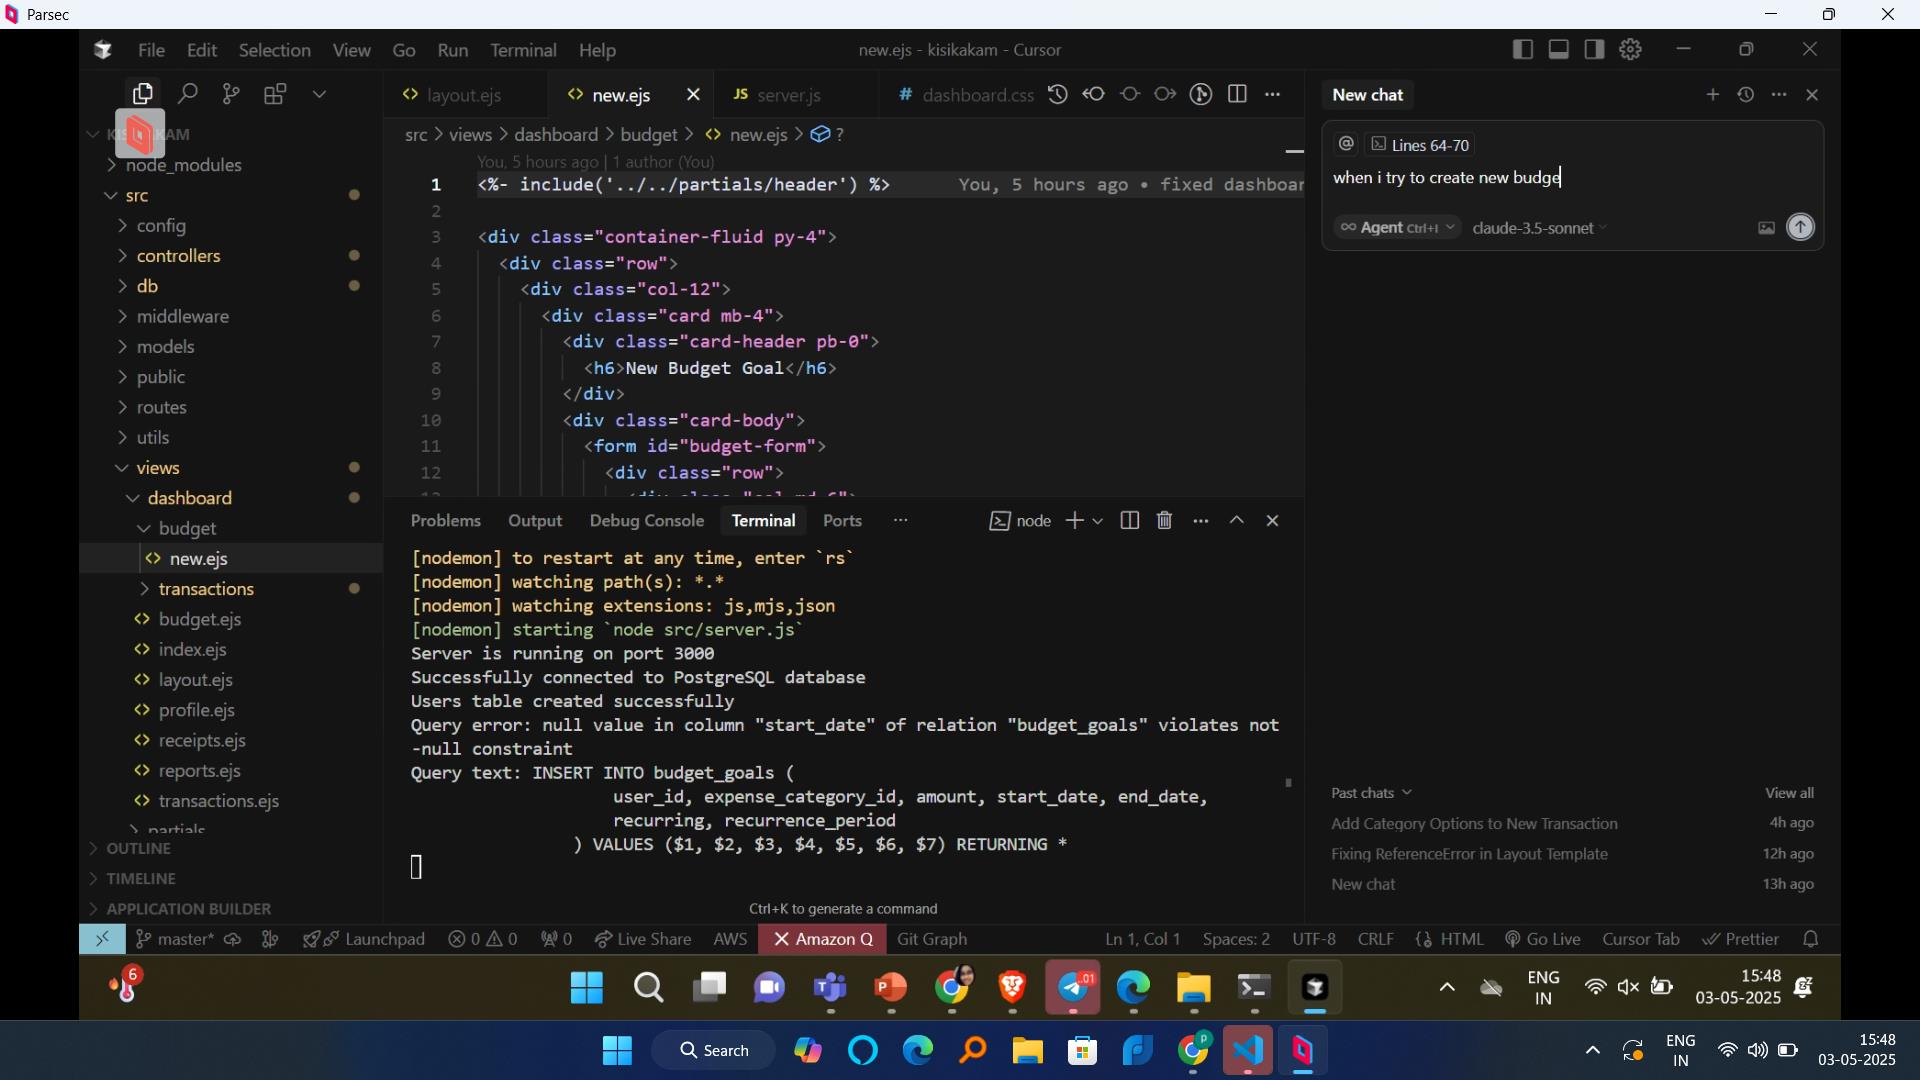 Parsec
File Edit Selection View Go Run Terminal Help
new.ejs - kisikakam - Cursor
layout.ejs
new.ejs
JS server.js
# dashboard.css
src > views > dashboard > budget > <> new.ejs > ?
You, 5 hours ago | 1 author (You)
1 <%- include('../../partials/header') %> You, 5 hours ago • fixed dashboar
2
3 <div class="container-fluid py-4">
4 <div class="row">
5 <div class="col-12">
6 <div class="card mb-4">
7 <div class="card-header pb-0">
8 <h6>New Budget Goal</h6>
9 </div>
10 <div class="card-body">
11 <form id="budget-form">
12 <div class="row">
node_modules
src
config
controllers
db
middleware
models
public
routes
utils
views
dashboard
budget
<> new.ejs
transactions
<> budget.ejs
<> index.ejs
<> layout.ejs
<> profile.ejs
<> receipts.ejs
<> reports.ejs
<> transactions.ejs
partials
OUTLINE
TIMELINE
APPLICATION BUILDER
Problems Output Debug Console Terminal Ports ...
node
[nodemon] to restart at any time, enter `rs`
[nodemon] watching path(s): *.*
[nodemon] watching extensions: js,mjs,json
[nodemon] starting `node src/server.js`
Server is running on port 3000
Successfully connected to PostgreSQL database
Users table created successfully
Query error: null value in column "start_date" of relation "budget_goals" violates not
-null constraint
Query text: INSERT INTO budget_goals (
user_id, expense_category_id, amount, start_date, end_date,
recurring, recurrence_period
) VALUES ($1, $2, $3, $4, $5, $6, $7) RETURNING *
Ctrl+K to generate a command
New chat
@ Lines 64-70
when i try to create new budge
∞ Agent Ctrl+I claude-3.5-sonnet
Past chats View all
Add Category Options to New Transaction 4h ago
Fixing ReferenceError in Layout Template 12h ago
New chat 13h ago
master* Launchpad 0 0 0 Live Share AWS Amazon Q Git Graph
Ln 1, Col 1 Spaces: 2 UTF-8 CRLF HTML Go Live Cursor Tab Prettier
6
.01
ENG
IN
15:48
03-05-2025
Search
ENG
IN
15:48
03-05-2025